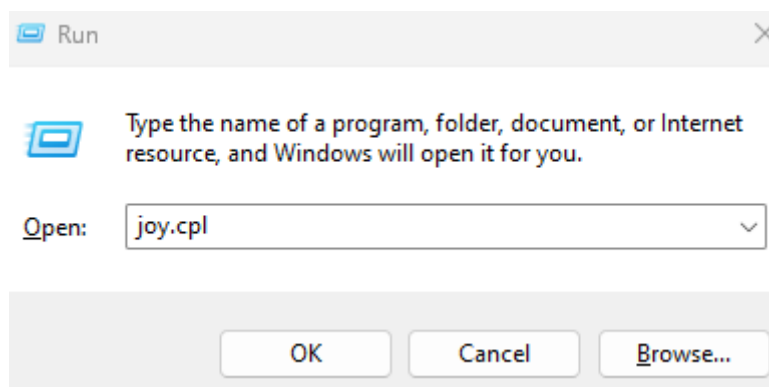 Run
Type the name of a program, folder, document, or Internet
resource, and Windows will open it for you.
Open: joy.cpl
OK Cancel Browse...